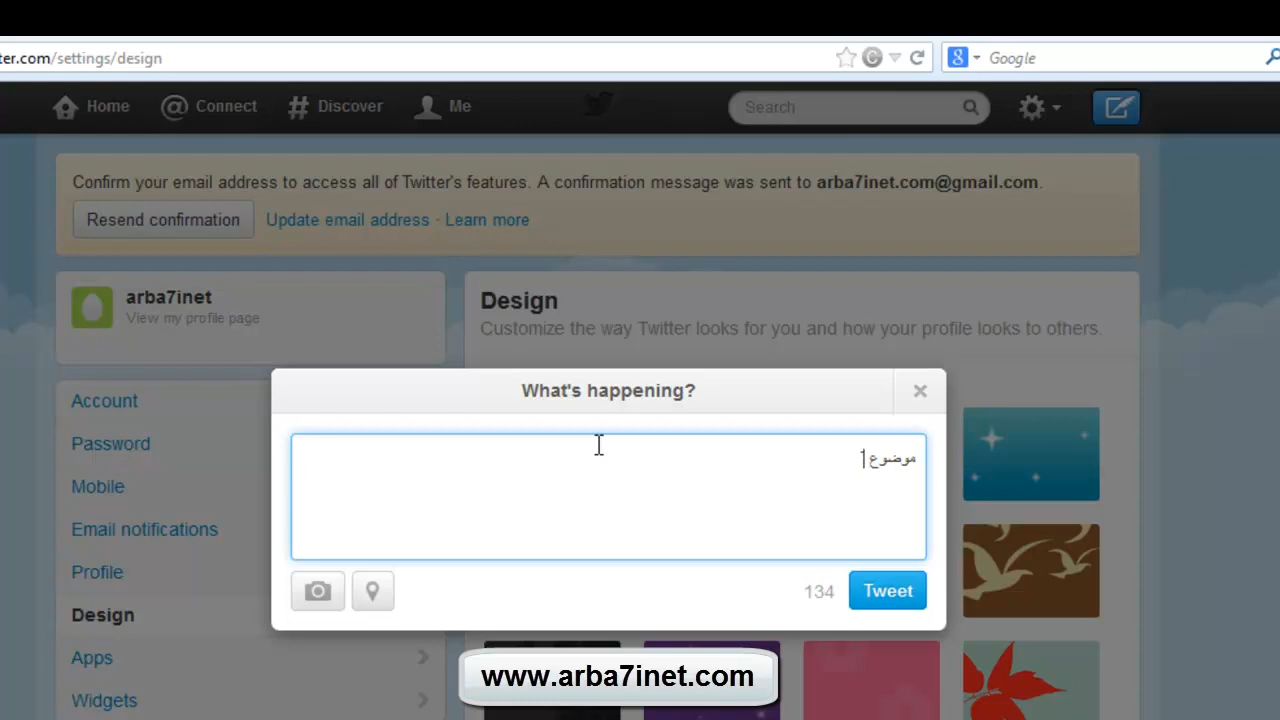 ter.com/settings/design
Google
Home
Connect
Discover
Me
Search
Confirm your email address to access all of Twitter's features. A confirmation message was sent to arba7inet.com@gmail.com.
Resend confirmation
Update email address · Learn more
arba7inet
View my profile page
Design
Customize the way Twitter looks for you and how your profile looks to others.
What's happening?
موضوع
134
Tweet
Account
Password
Mobile
Email notifications
Profile
Design
Apps
Widgets
www.arba7inet.com